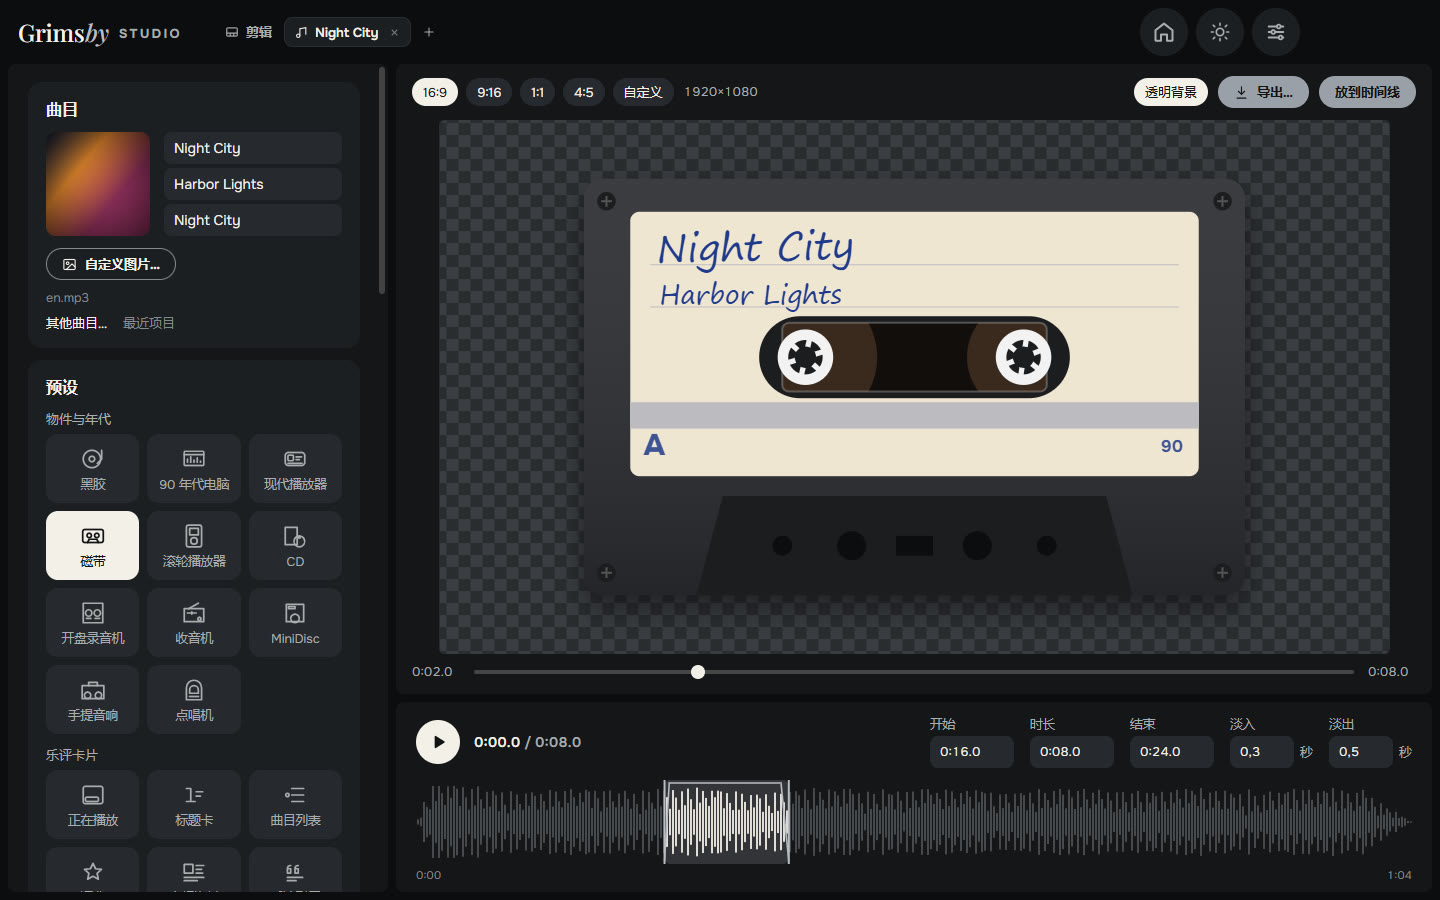 Grimsby STUDIO
剪辑
Night City ×
+
曲目
Night City
Harbor Lights
Night City
自定义图片...
en.mp3
其他曲目... 最近项目
预设
物件与年代
黑胶 90 年代电脑 现代播放器
磁带 滚轮播放器 CD
开盘录音机 收音机 MiniDisc
手提音响 点唱机
乐评卡片
正在播放 标题卡 曲目列表
16:9 9:16 1:1 4:5 自定义 1920×1080
透明背景 导出... 放到时间线
Night City
Harbor Lights
A 90
0:02.0 0:08.0
0:00.0 / 0:08.0
开始 时长 结束 淡入 淡出
0:16.0 0:08.0 0:24.0 0,3 秒 0,5 秒
0:00 1:04